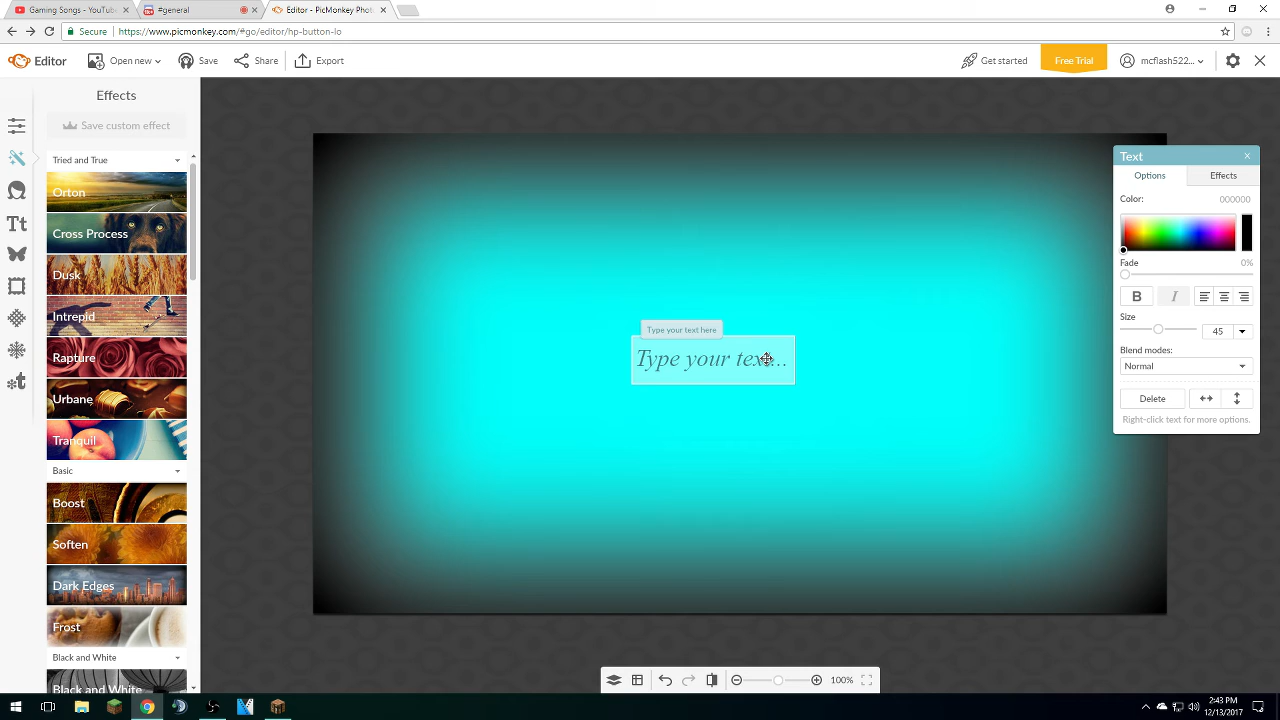 Gaming Songs - YouTub
#general
Editor - PicMonkey Phot
Secure
https://www.picmonkey.com/#go/editor/hp-button-lo
Editor
Open new
Save
Share
Export
Get started
Free Trial
mcflash522...
Effects
Save custom effect
Tried and True
Orton
Cross Process
Dusk
Intrepid
Rapture
Urbane
Tranquil
Basic
Boost
Soften
Dark Edges
Frost
Black and White
Black and White
Tt
t
Type your text here
Type your text...
Text
x
Options
Effects
Color:
000000
Fade
0%
B
I
Size
45
Blend modes:
Normal
Delete
Right-click text for more options.
100%
2:43 PM
12/13/2017